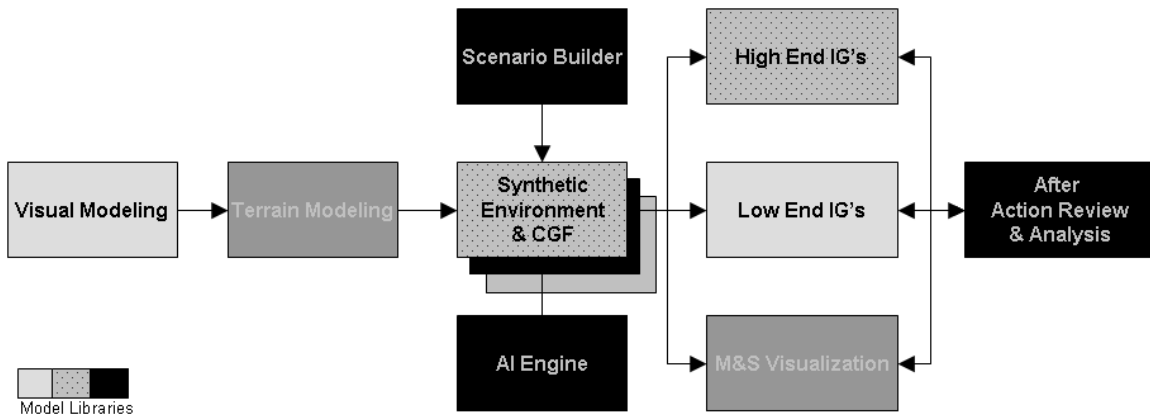 Scenario Builder
High End IG's
Visual Modeling
Terrain Modeling
Synthetic
Environment
& CGF
Low End IG's
After
Action Review
& Analysis
AI Engine
M&S Visualization
Model Libraries